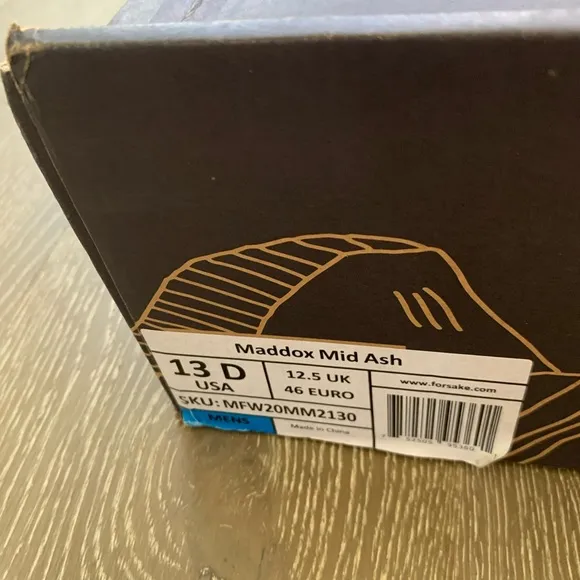 Maddox Mid Ash
13 D
USA
12.5 UK
46 EURO
www.forsake.com
SKU: MFW20MM2130
MENS
Made in China